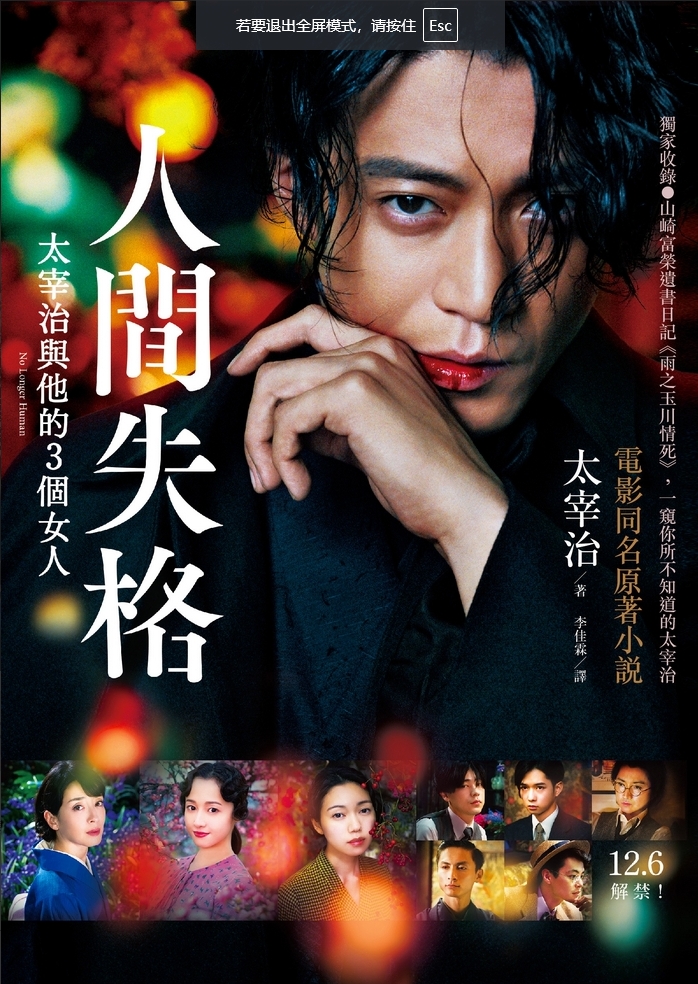 若要退出全屏模式，请按住 Esc
獨家收錄●山崎富榮遺書日記《雨之玉川情死》，一窺你所不知道的太宰治
電影同名原著小說
太宰治／著 李佳霖／譯
人間失格
太宰治與他的3個女人
No Longer Human
12.6
解禁！